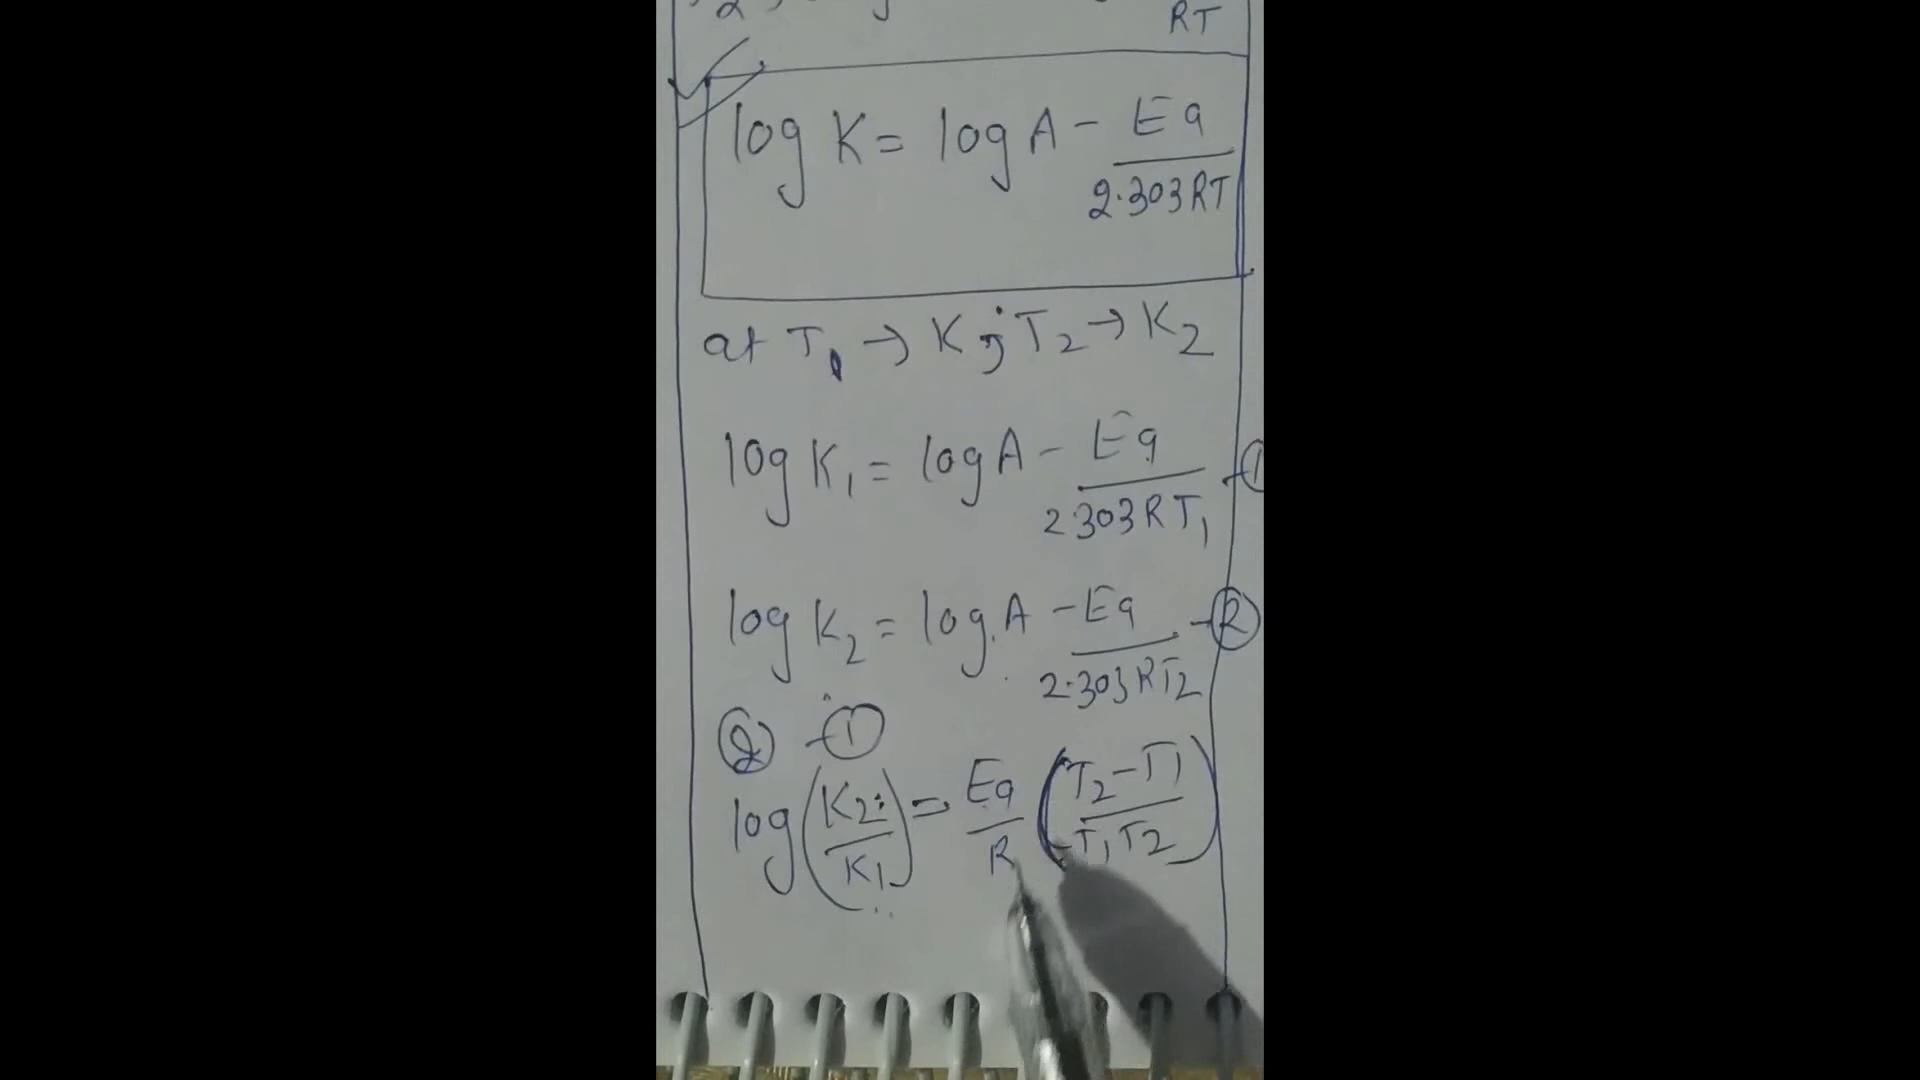 RT
log K = log A - Ea
2.303RT
at T1 → K ; T2 → K2
log K1 = log A - Ea - ①
2.303RT1
log K2 = log A - Ea - ②
2.303RT2
② - ①
log(K2/K1) = Ea/R (T2-T1/T1T2)